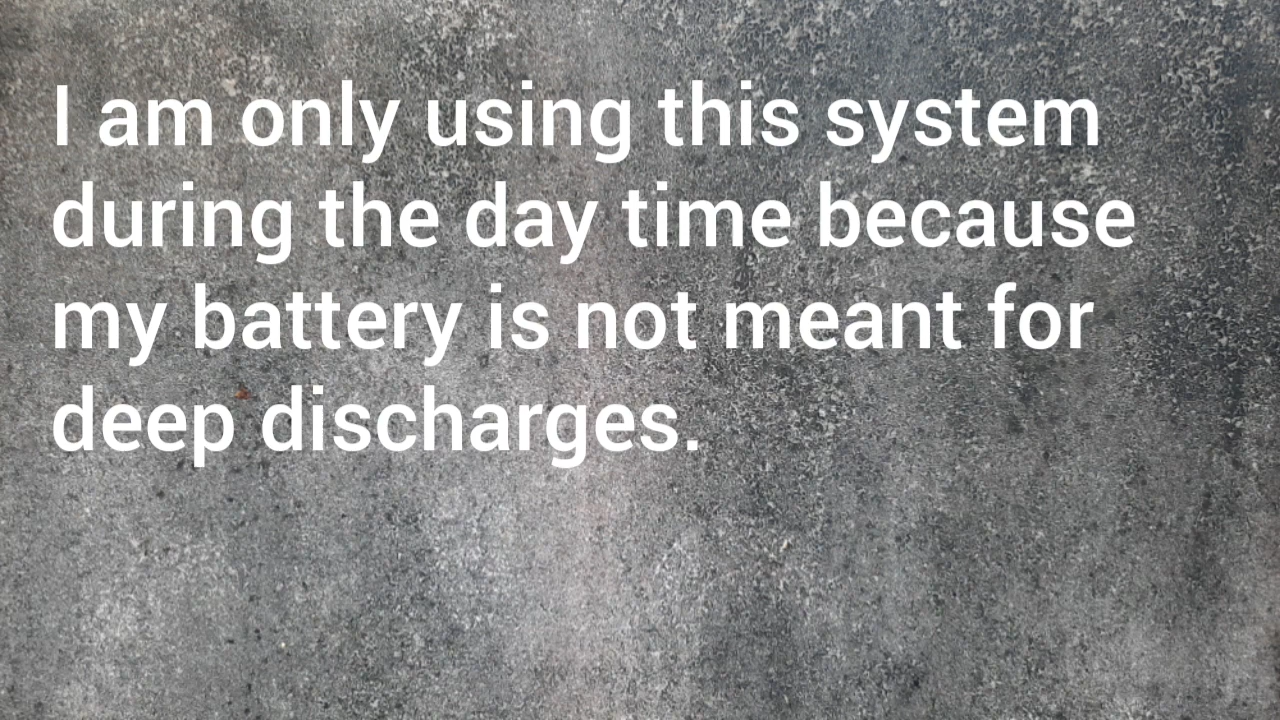 I am only using this system
during the day time because
my battery is not meant for
deep discharges.